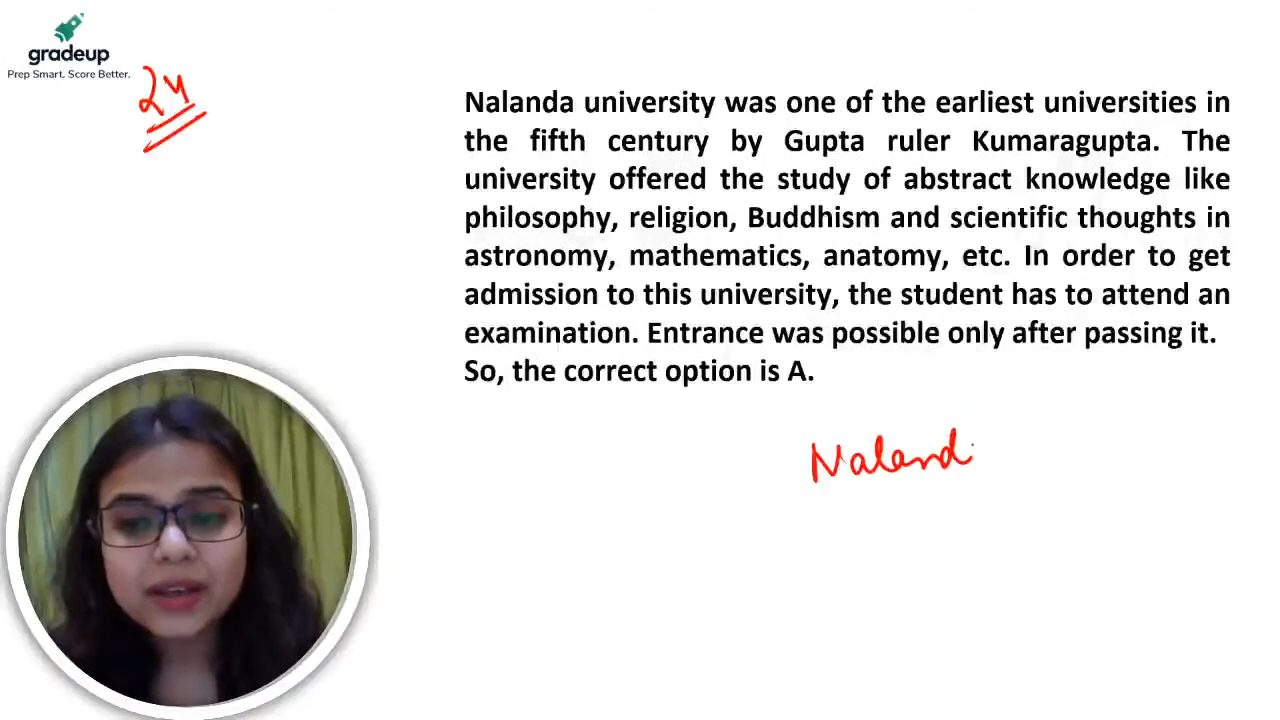 gradeup
Prep Smart. Score Better.
24
Nalanda university was one of the earliest universities in
the fifth century by Gupta ruler Kumaragupta. The
university offered the study of abstract knowledge like
philosophy, religion, Buddhism and scientific thoughts in
astronomy, mathematics, anatomy, etc. In order to get
admission to this university, the student has to attend an
examination. Entrance was possible only after passing it.
So, the correct option is A.
Naland